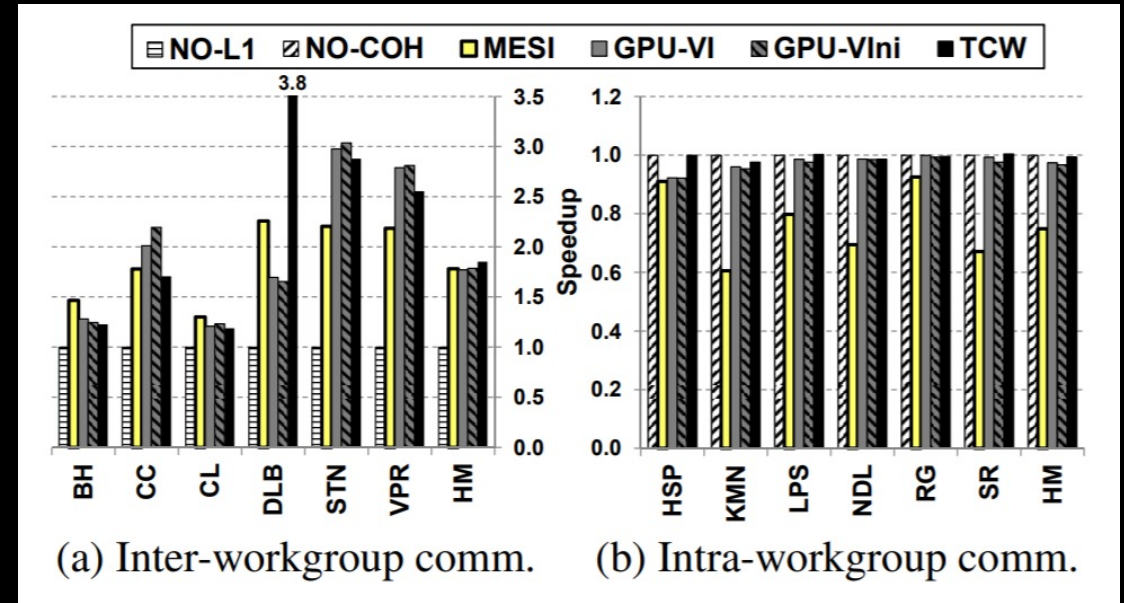 NO-L1 NO-COH MESI GPU-VI GPU-VIni TCW
3.8
3.5
3.0
2.5
2.0
1.5
1.0
0.5
0.0
BH CC CL DLB STN VPR HM
Speedup
1.2
1.0
0.8
0.6
0.4
0.2
0.0
HSP KMN LPS NDL RG SR HM
(a) Inter-workgroup comm.
(b) Intra-workgroup comm.